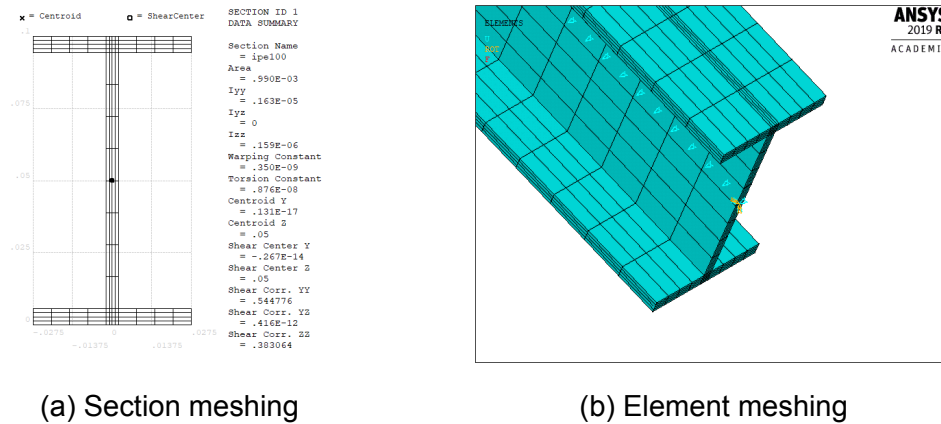 × = Centroid
□ = ShearCenter
SECTION ID 1
DATA SUMMARY
Section Name
= ipe100
Area
= .990E-03
Iyy
= .163E-05
Iyz
= 0
Izz
= .159E-06
Warping Constant
= .350E-09
Torsion Constant
= .876E-08
Centroid Y
= .131E-17
Centroid Z
= .05
Shear Center Y
= -.267E-14
Shear Center Z
= .05
Shear Corr. YY
= .544776
Shear Corr. YZ
= .416E-12
Shear Corr. ZZ
= .383064
.1
.075
.05
.025
0
-.0275
0
.0275
-.01375
.01375
(a) Section meshing
ELEMENTS
U
ROT
F
ANSYS
2019 R
ACADEMI
(b) Element meshing